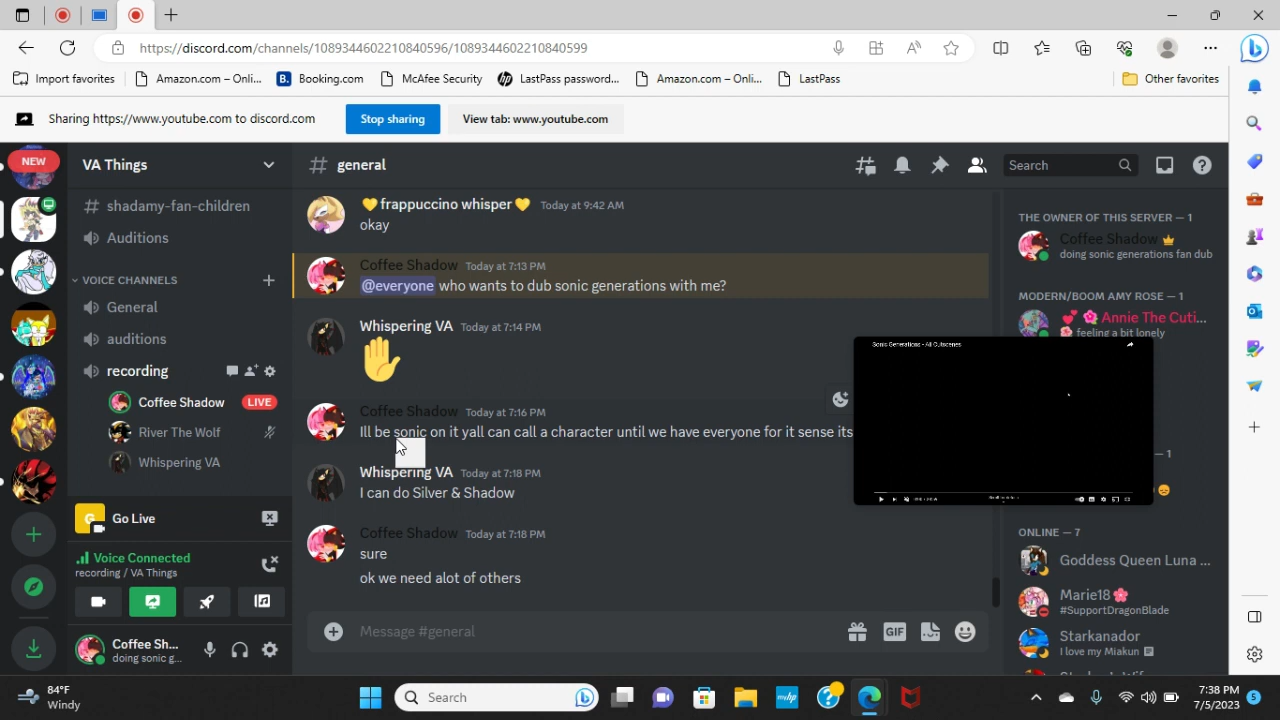 https://discord.com/channels/1089344602210840596/1089344602210840599
Import favorites
Amazon.com – Onli...
B. Booking.com
McAfee Security
LastPass password...
Amazon.com – Onli...
LastPass
Other favorites
Sharing https://www.youtube.com to discord.com
Stop sharing
View tab: www.youtube.com
NEW
VA Things
# general
Search
# shadamy-fan-children
Auditions
VOICE CHANNELS
General
auditions
recording
Coffee Shadow LIVE
River The Wolf
Whispering VA
Go Live
Voice Connected
recording / VA Things
Coffee Sh...
doing sonic g...
💛frappuccino whisper💛 Today at 9:42 AM
okay
Coffee Shadow Today at 7:13 PM
@everyone who wants to dub sonic generations with me?
Whispering VA Today at 7:14 PM
Coffee Shadow Today at 7:16 PM
Ill be sonic on it yall can call a character until we have everyone for it sense its
Whispering VA Today at 7:18 PM
I can do Silver & Shadow
Coffee Shadow Today at 7:18 PM
sure
ok we need alot of others
Message #general
GIF
THE OWNER OF THIS SERVER — 1
Coffee Shadow
doing sonic generations fan dub
MODERN/BOOM AMY ROSE — 1
Annie The Cuti...
feeling a bit lonely
Sonic Generations - All Cutscenes
— 1
ONLINE — 7
Goddess Queen Luna ...
Marie18🌸
#SupportDragonBlade
Starkanador
I love my Miakun
84°F
Windy
Search
7:38 PM
7/5/2023
5